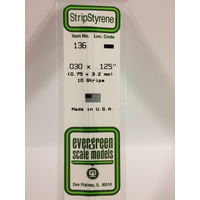 StripStyrene
Item No. Loc. Code
136
.030 x .125"
(0.75 x 3.2 mm)
10 Strips
Made in U.S.A.
evergreen
scale models
Des Plaines, IL 60018